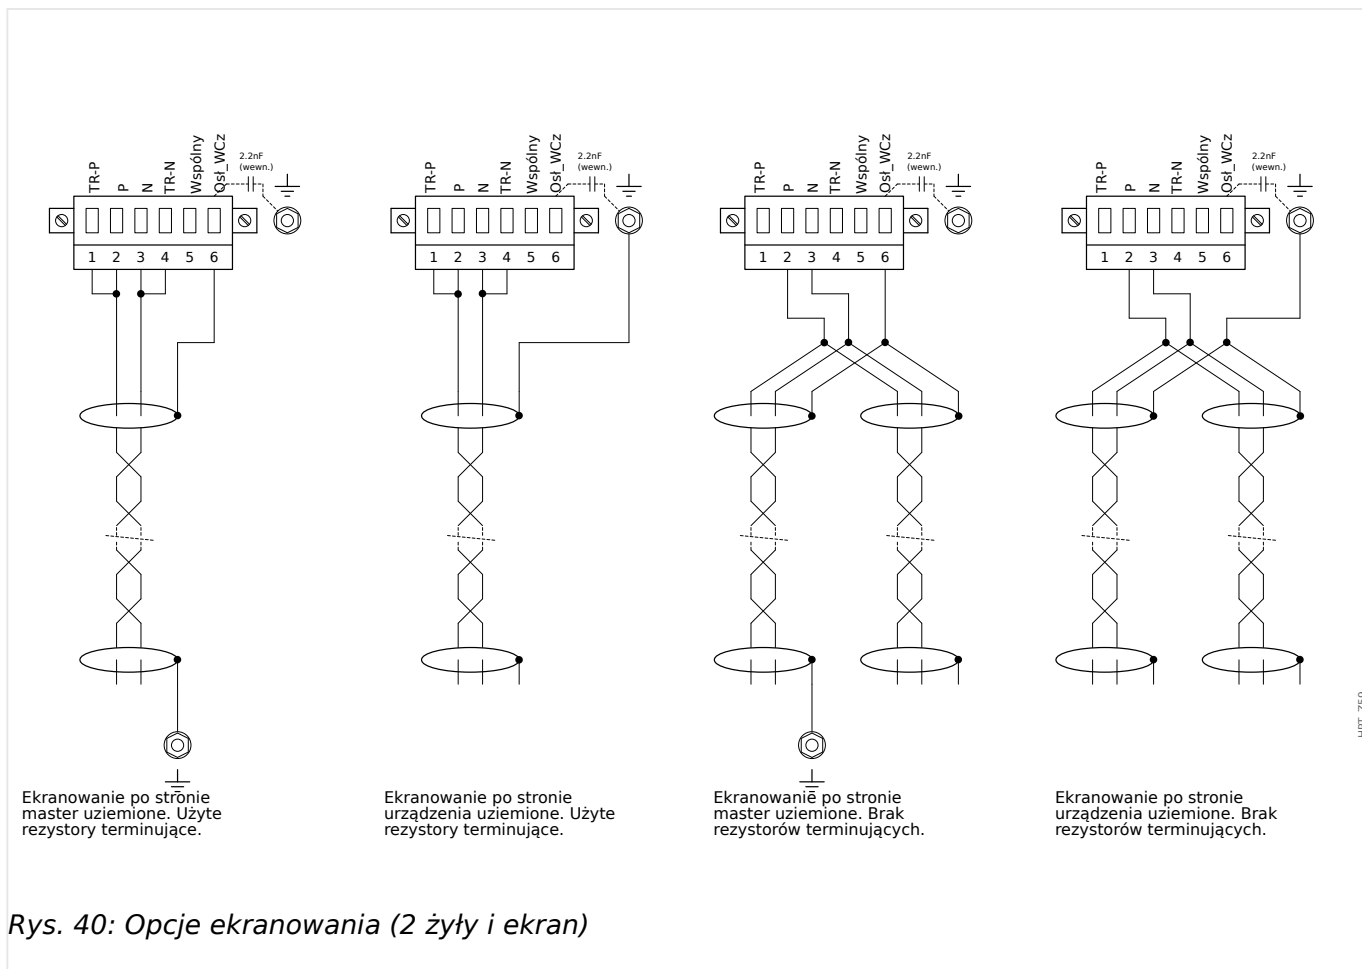 TR-P
P
N
TR-N
Wspólny
Osł_WCz
2.2nF
(wewn.)
1 2 3 4 5 6
TR-P
P
N
TR-N
Wspólny
Osł_WCz
2.2nF
(wewn.)
1 2 3 4 5 6
TR-P
P
N
TR-N
Wspólny
Osł_WCz
2.2nF
(wewn.)
1 2 3 4 5 6
TR-P
P
N
TR-N
Wspólny
Osł_WCz
2.2nF
(wewn.)
1 2 3 4 5 6
Ekranowanie po stronie
master uziemione. Użyte
rezystory terminujące.
Ekranowanie po stronie
urządzenia uziemione. Użyte
rezystory terminujące.
Ekranowanie po stronie
master uziemione. Brak
rezystorów terminujących.
Ekranowanie po stronie
urządzenia uziemione. Brak
rezystorów terminujących.
Rys. 40: Opcje ekranowania (2 żyły i ekran)